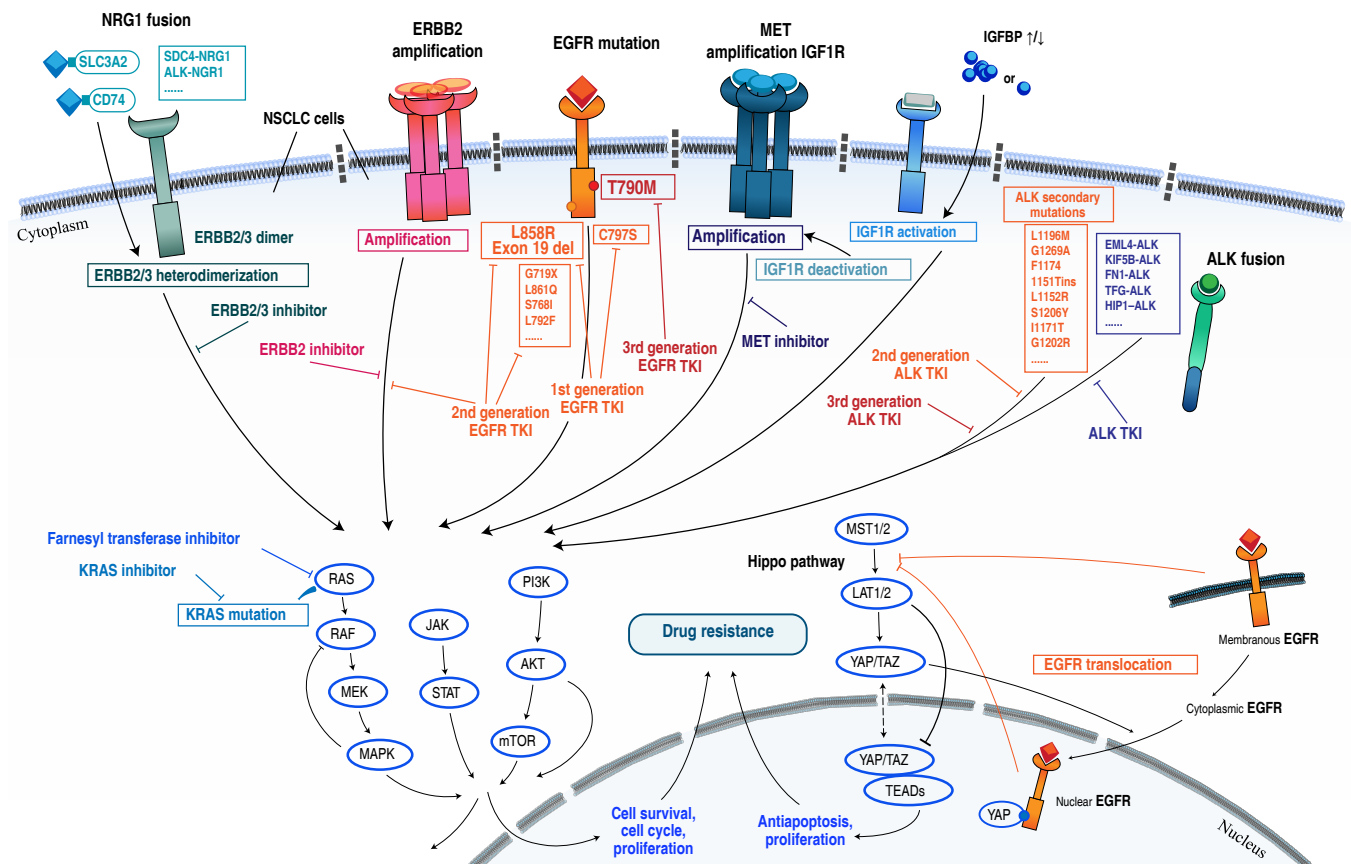 NRG1 fusion
SLC3A2
CD74
SDC4-NRG1
ALK-NGR1
......
NSCLC cells
ERBB2
amplification
EGFR mutation
MET
amplification IGF1R
IGFBP ↑/↓
or
Cytoplasm
ERBB2/3 dimer
ERBB2/3 heterodimerization
ERBB2/3 inhibitor
Amplification
ERBB2 inhibitor
T790M
L858R
Exon 19 del
C797S
G719X
L861Q
S768I
L792F
......
2nd generation
EGFR TKI
1st generation
EGFR TKI
3rd generation
EGFR TKI
Amplification
IGF1R deactivation
MET inhibitor
IGF1R activation
ALK secondary
mutations
L1196M
G1269A
F1174
1151Tins
L1152R
S1206Y
I1171T
G1202R
......
EML4-ALK
KIF5B-ALK
FN1-ALK
TFG-ALK
HIP1–ALK
......
ALK fusion
2nd generation
ALK TKI
3rd generation
ALK TKI
ALK TKI
Farnesyl transferase inhibitor
KRAS inhibitor
KRAS mutation
RAS
RAF
MEK
MAPK
JAK
STAT
PI3K
AKT
mTOR
Drug resistance
Cell survival,
cell cycle,
proliferation
Antiapoptosis,
proliferation
Hippo pathway
MST1/2
LAT1/2
YAP/TAZ
YAP/TAZ
TEADs
EGFR translocation
Membranous EGFR
Cytoplasmic EGFR
Nuclear EGFR
YAP
Nucleus